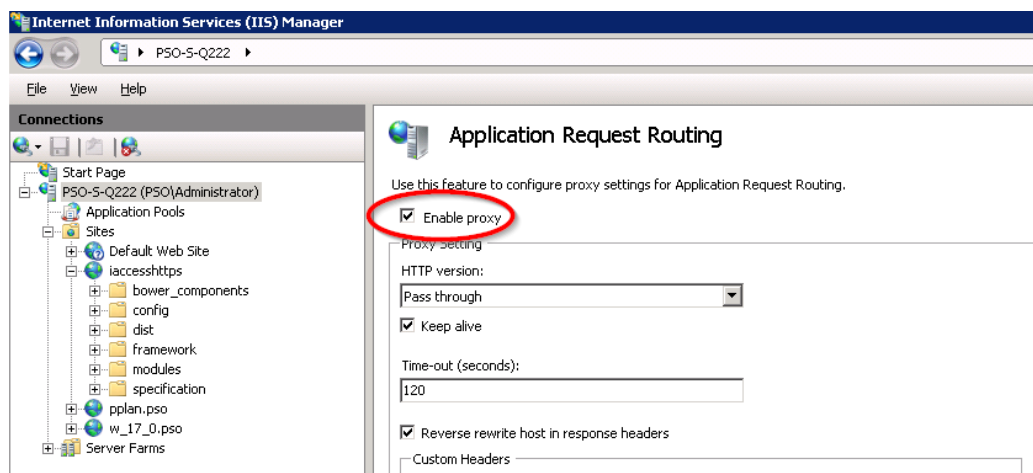 Internet Information Services (IIS) Manager
PSO-S-Q222
File View Help
Connections
Start Page
PSO-S-Q222 (PSO\Administrator)
Application Pools
Sites
Default Web Site
iaccesshttps
bower_components
config
dist
framework
modules
specification
pplan.pso
w_17_0.pso
Server Farms
Application Request Routing
Use this feature to configure proxy settings for Application Request Routing.
Enable proxy
Proxy Setting
HTTP version:
Pass through
Keep alive
Time-out (seconds):
120
Reverse rewrite host in response headers
Custom Headers